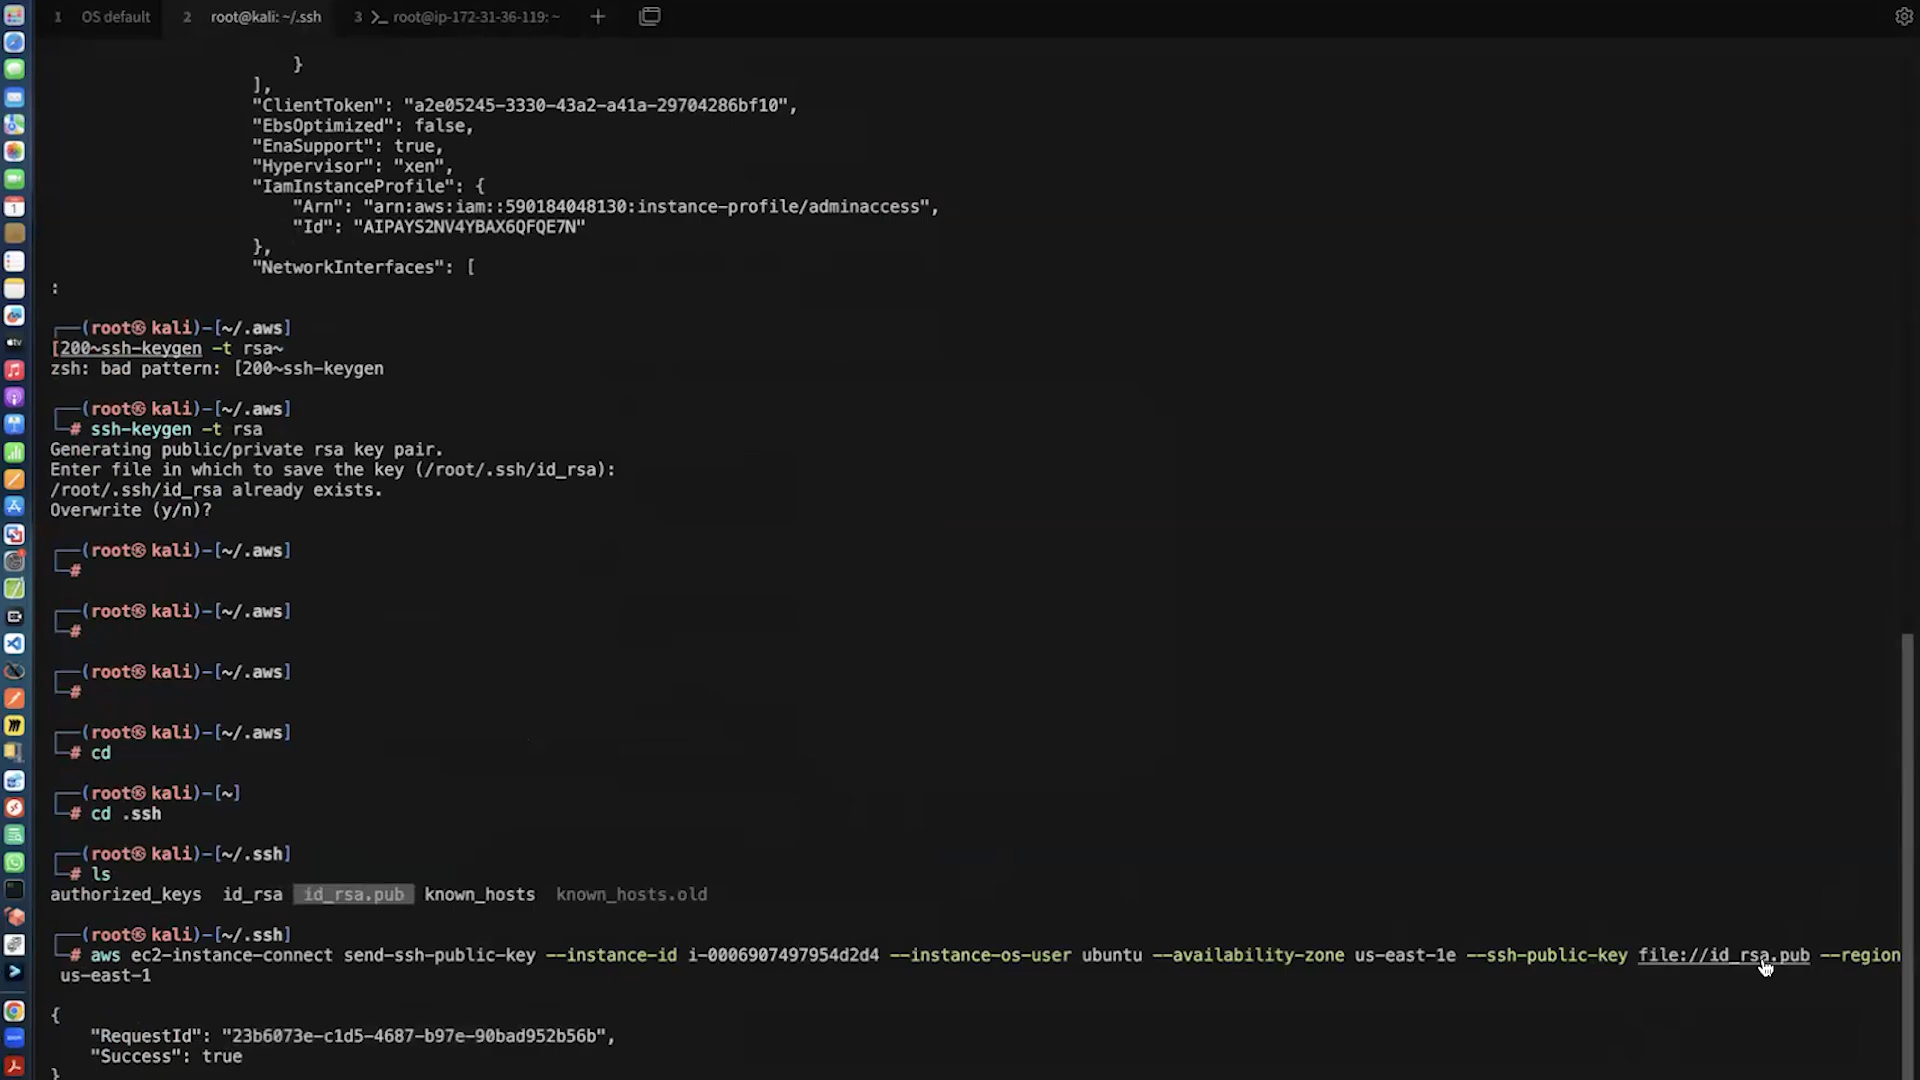 1 OS default 2 root@kali: ~/.ssh 3 root@ip-172-31-36-119: ~ +
}
],
"ClientToken": "a2e05245-3330-43a2-a41a-29704286bf10",
"EbsOptimized": false,
"EnaSupport": true,
"Hypervisor": "xen",
"IamInstanceProfile": {
"Arn": "arn:aws:iam::590184048130:instance-profile/adminaccess",
"Id": "AIPAYS2NV4YBAX6QFQE7N"
},
"NetworkInterfaces": [
:
┌──(root㉿kali)-[~/.aws]
[200~ssh-keygen -t rsa~
zsh: bad pattern: [200~ssh-keygen
┌──(root㉿kali)-[~/.aws]
└─# ssh-keygen -t rsa
Generating public/private rsa key pair.
Enter file in which to save the key (/root/.ssh/id_rsa):
/root/.ssh/id_rsa already exists.
Overwrite (y/n)?
┌──(root㉿kali)-[~/.aws]
└─#
┌──(root㉿kali)-[~/.aws]
└─#
┌──(root㉿kali)-[~/.aws]
└─#
┌──(root㉿kali)-[~/.aws]
└─# cd
┌──(root㉿kali)-[~]
└─# cd .ssh
┌──(root㉿kali)-[~/.ssh]
└─# ls
authorized_keys id_rsa id_rsa.pub known_hosts known_hosts.old
┌──(root㉿kali)-[~/.ssh]
└─# aws ec2-instance-connect send-ssh-public-key --instance-id i-0006907497954d2d4 --instance-os-user ubuntu --availability-zone us-east-1e --ssh-public-key file://id_rsa.pub --region
us-east-1
{
"RequestId": "23b6073e-c1d5-4687-b97e-90bad952b56b",
"Success": true
}